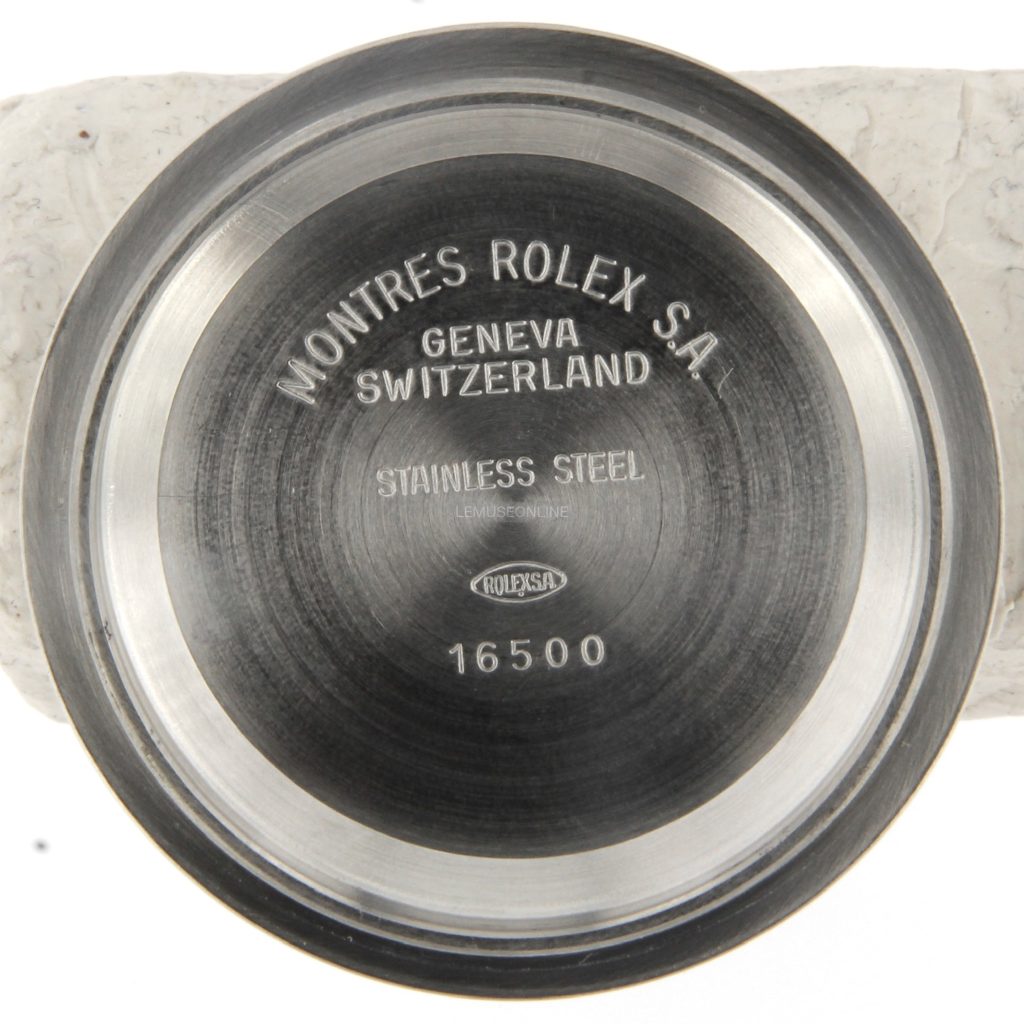 MONTRES ROLEX S.A.
GENEVA
SWITZERLAND
STAINLESS STEEL
LEMUSEONLINE
ROLEX S.A.
16500